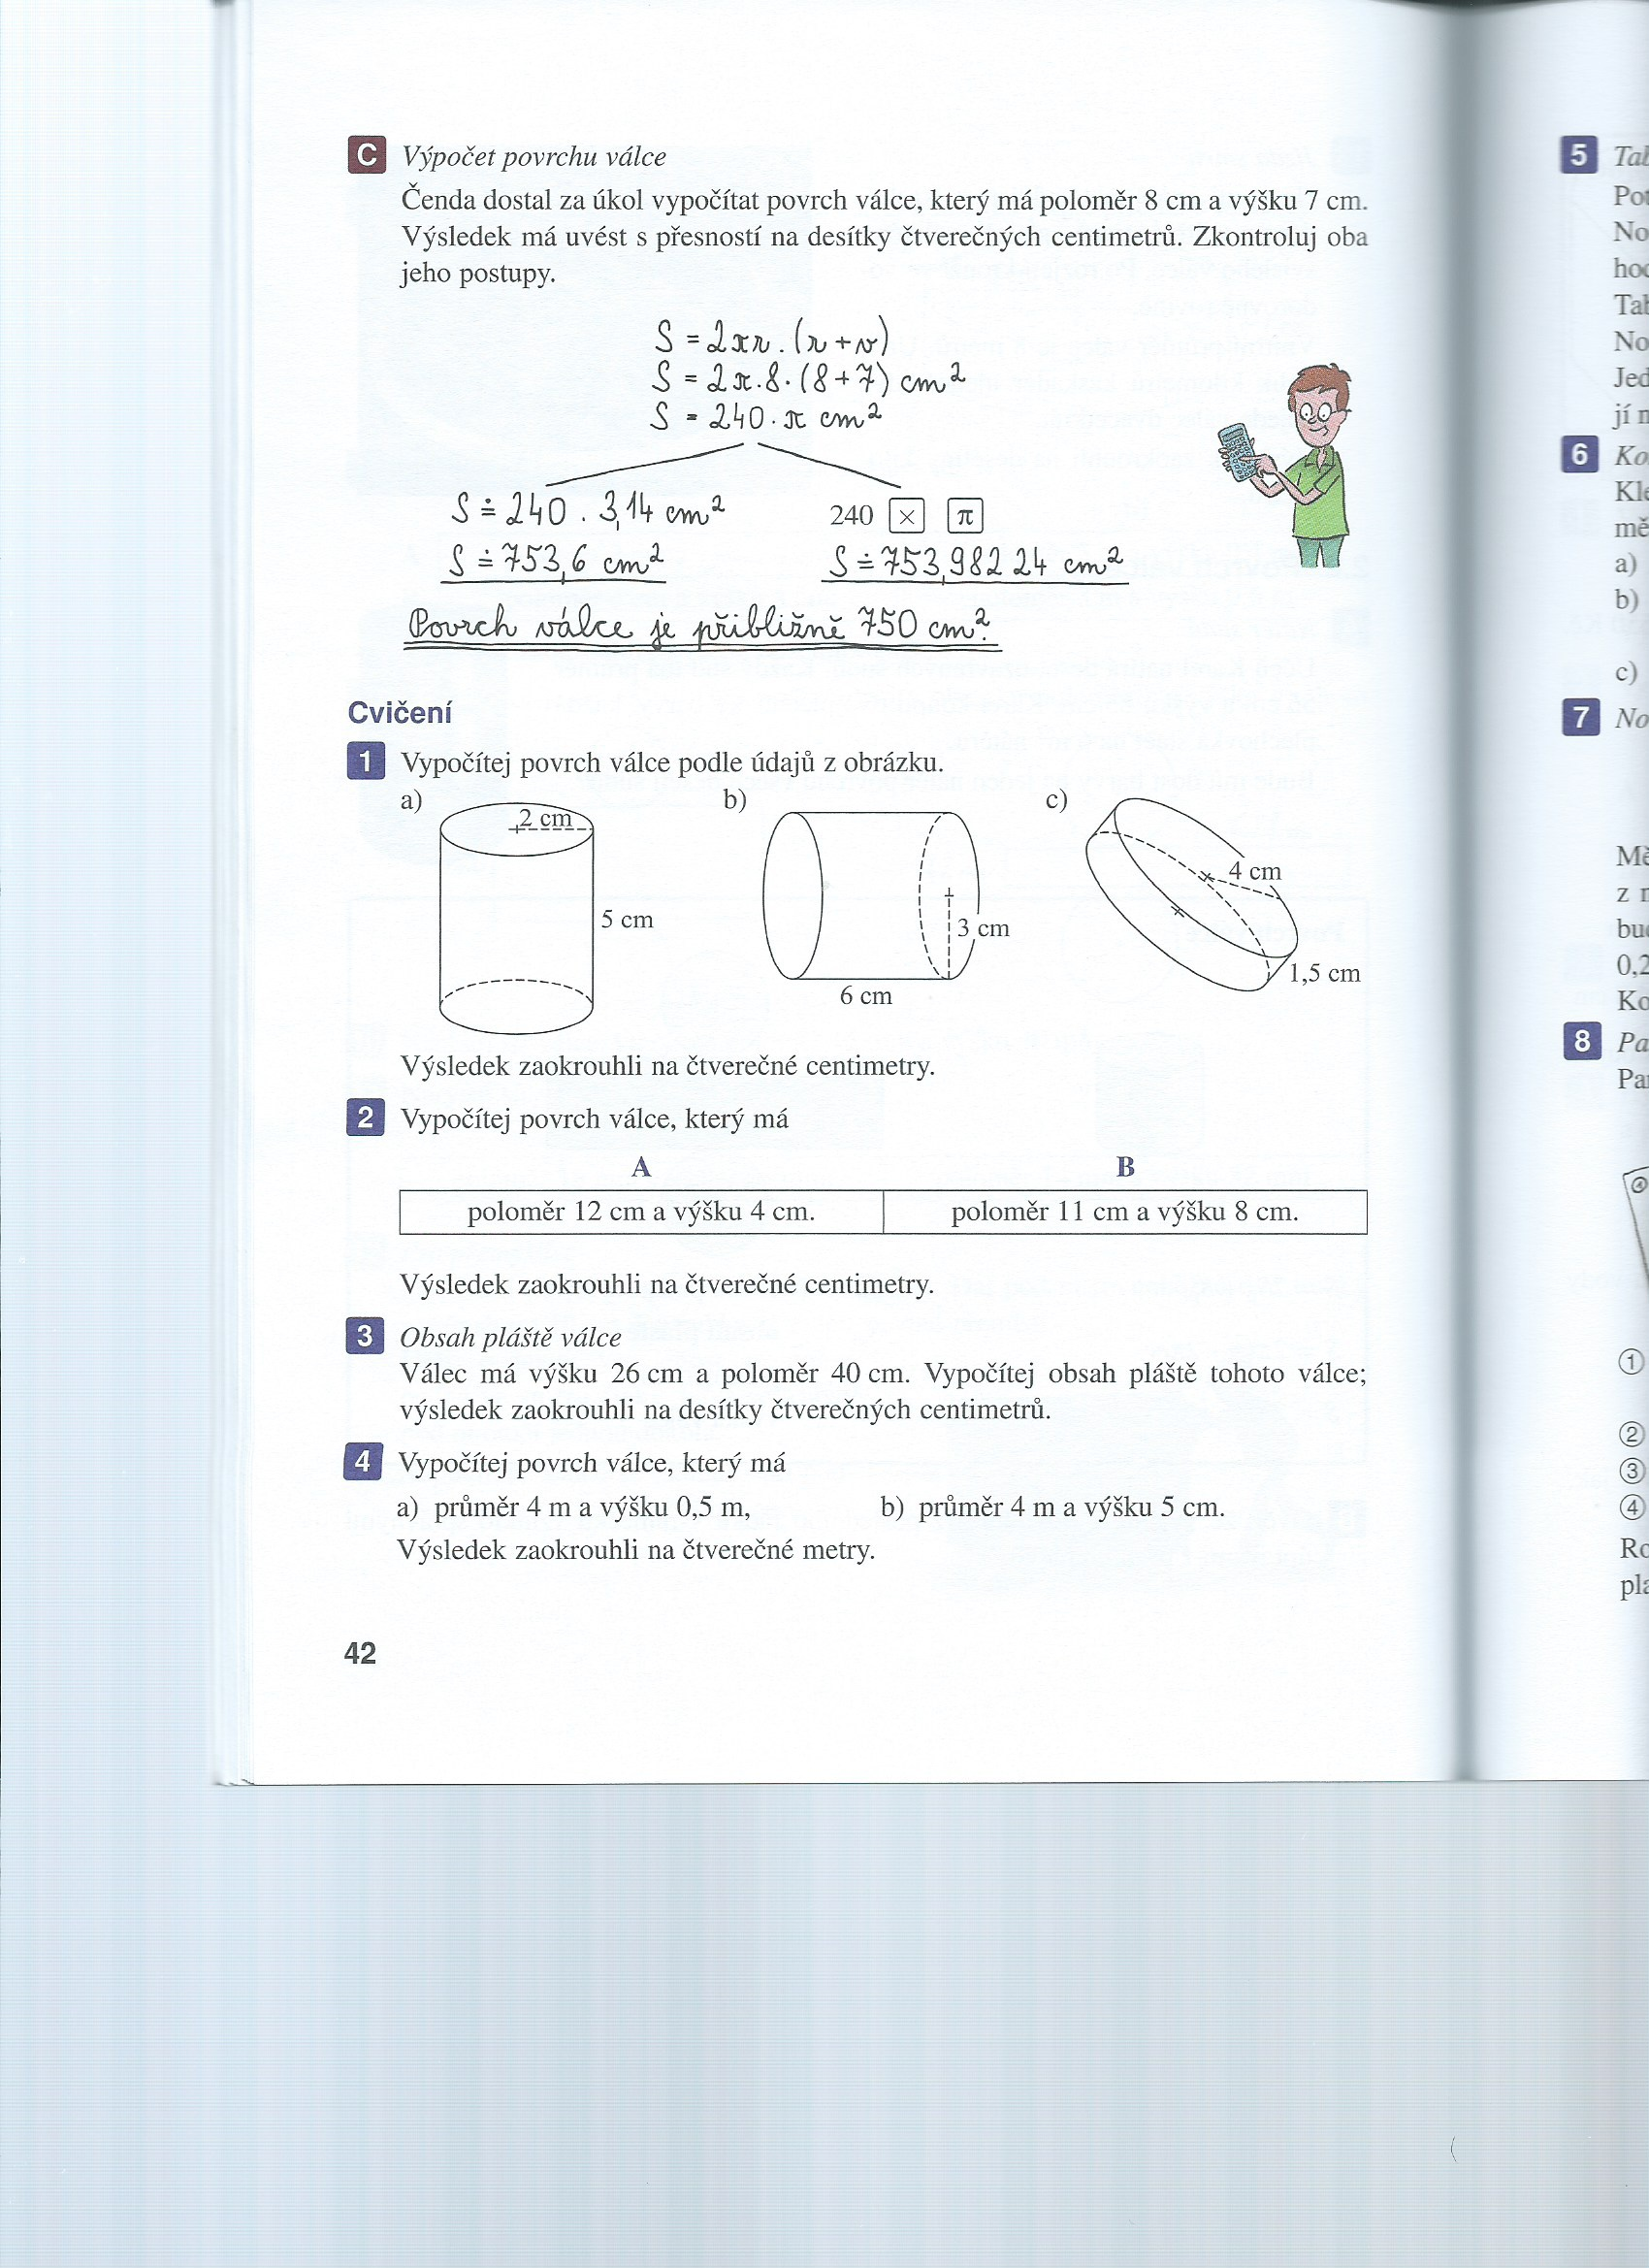 C Výpočet povrchu válce
Čenda dostal za úkol vypočítat povrch válce, který má poloměr 8 cm a výšku 7 cm.
Výsledek má uvést s přesností na desítky čtverečných centimetrů. Zkontroluj oba
jeho postupy.
S = 2πr . (r + v)
S = 2π . 8 . (8 + 7) cm²
S = 240 . π cm²
S ≐ 240 . 3,14 cm²
240 × π
S ≐ 753,6 cm²
S ≐ 753,982 24 cm²
Povrch válce je přibližně 750 cm².
Cvičení
1 Vypočítej povrch válce podle údajů z obrázku.
a) b) c)
2 cm
5 cm
3 cm
6 cm
4 cm
1,5 cm
Výsledek zaokrouhli na čtverečné centimetry.
2 Vypočítej povrch válce, který má
A B
poloměr 12 cm a výšku 4 cm. poloměr 11 cm a výšku 8 cm.
Výsledek zaokrouhli na čtverečné centimetry.
3 Obsah pláště válce
Válec má výšku 26 cm a poloměr 40 cm. Vypočítej obsah pláště tohoto válce;
výsledek zaokrouhli na desítky čtverečných centimetrů.
4 Vypočítej povrch válce, který má
a) průměr 4 m a výšku 0,5 m, b) průměr 4 m a výšku 5 cm.
Výsledek zaokrouhli na čtverečné metry.
42
5
No
6
a)
b)
c)
7
8
①
②
③
④